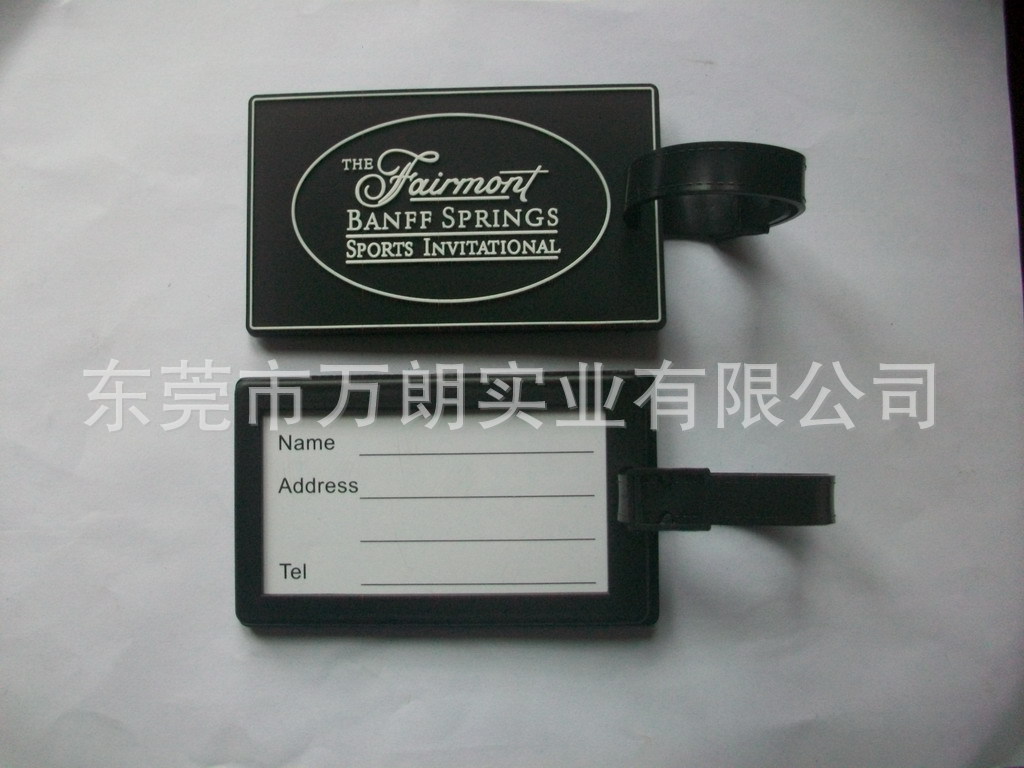 THE Fairmont
BANFF SPRINGS
SPORTS INVITATIONAL
东莞市万朗实业有限公司
Name
Address
Tel